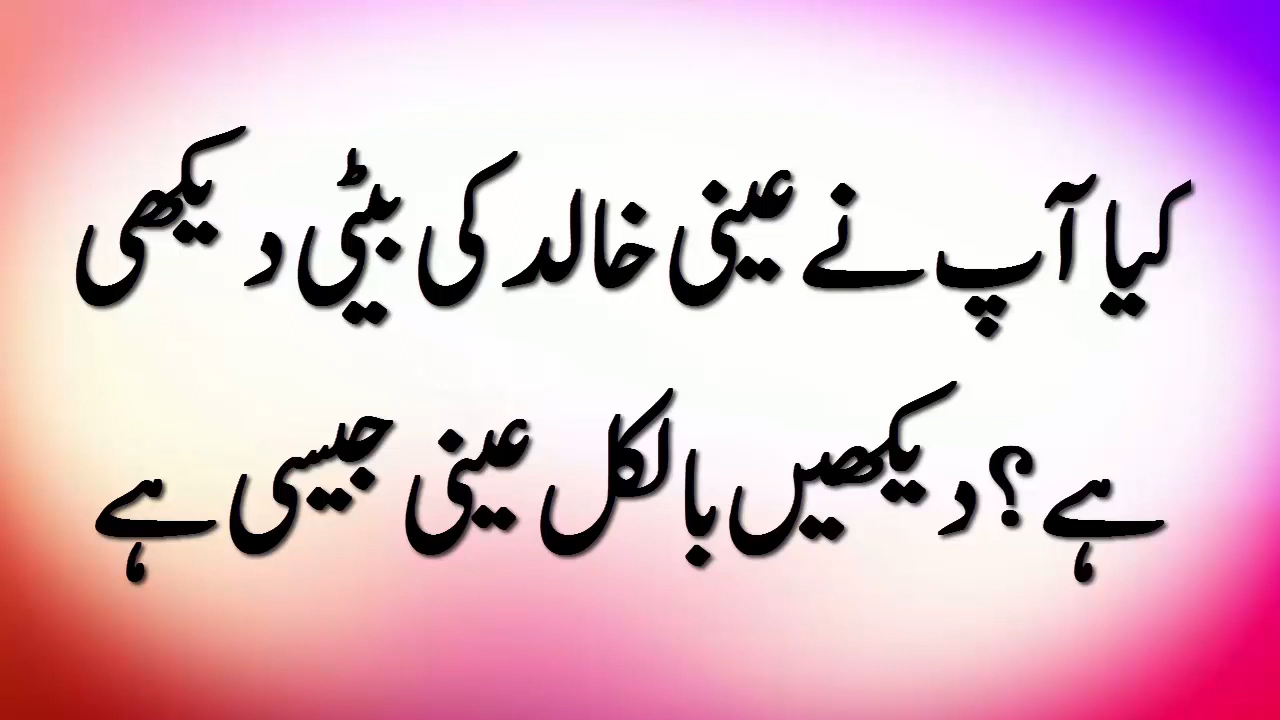 کیا آپ نے عینی خالد کی بیٹی دیکھی
ہے؟ دیکھیں بالکل عینی جیسی ہے